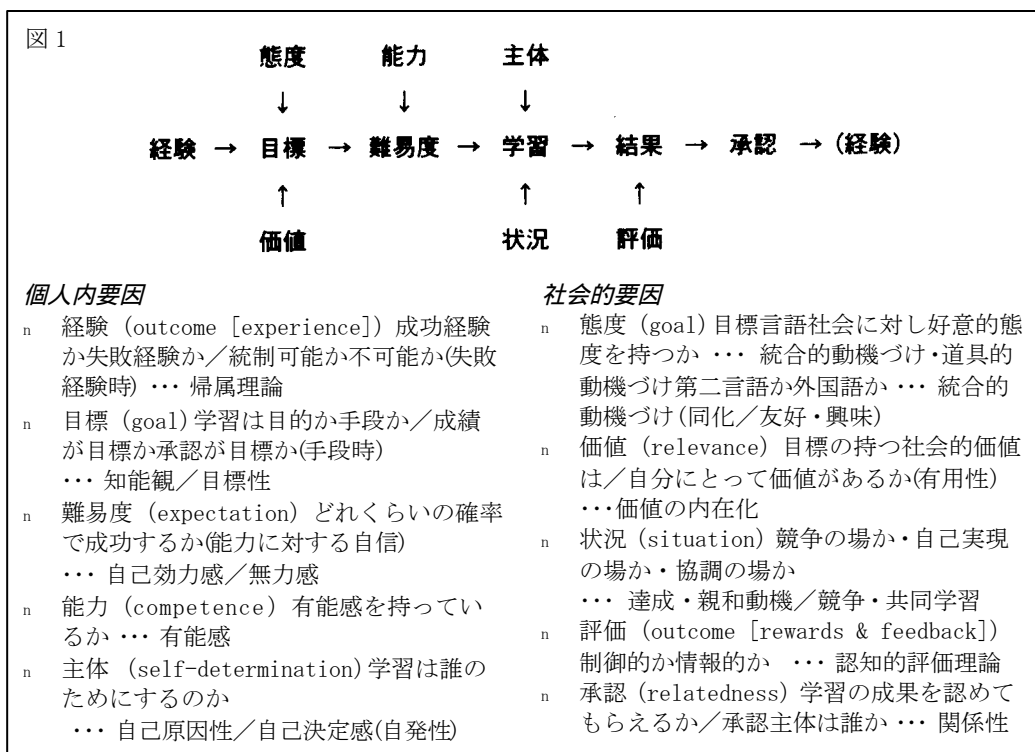 図1
態度 能力 主体
↓ ↓ ↓
経験 → 目標 → 難易度 → 学習 → 結果 → 承認 → (経験)
↑ ↑ ↑
価値 状況 評価
個人内要因
n 経験 (outcome [experience]) 成功経験
か失敗経験か／統制可能か不可能か(失敗
経験時) ･･･ 帰属理論
n 目標 (goal) 学習は目的か手段か／成績
が目標か承認が目標か(手段時)
･･･ 知能観／目標性
n 難易度 (expectation) どれくらいの確率
で成功するか(能力に対する自信)
･･･ 自己効力感／無力感
n 能力 (competence) 有能感を持ってい
るか ･･･ 有能感
n 主体 (self-determination) 学習は誰の
ためにするのか
･･･ 自己原因性／自己決定感(自発性)
社会的要因
n 態度 (goal) 目標言語社会に対し好意的態
度を持つか ･･･ 統合的動機づけ・道具的
動機づけ第二言語か外国語か ･･･ 統合的
動機づけ(同化／友好・興味)
n 価値 (relevance) 目標の持つ社会的価値
は／自分にとって価値があるか(有用性)
･･･価値の内在化
n 状況 (situation) 競争の場か・自己実現
の場か・協調の場か
･･･ 達成・親和動機／競争・共同学習
n 評価 (outcome [rewards & feedback])
制御的か情報的か ･･･ 認知的評価理論
n 承認 (relatedness) 学習の成果を認めて
もらえるか／承認主体は誰か ･･･ 関係性